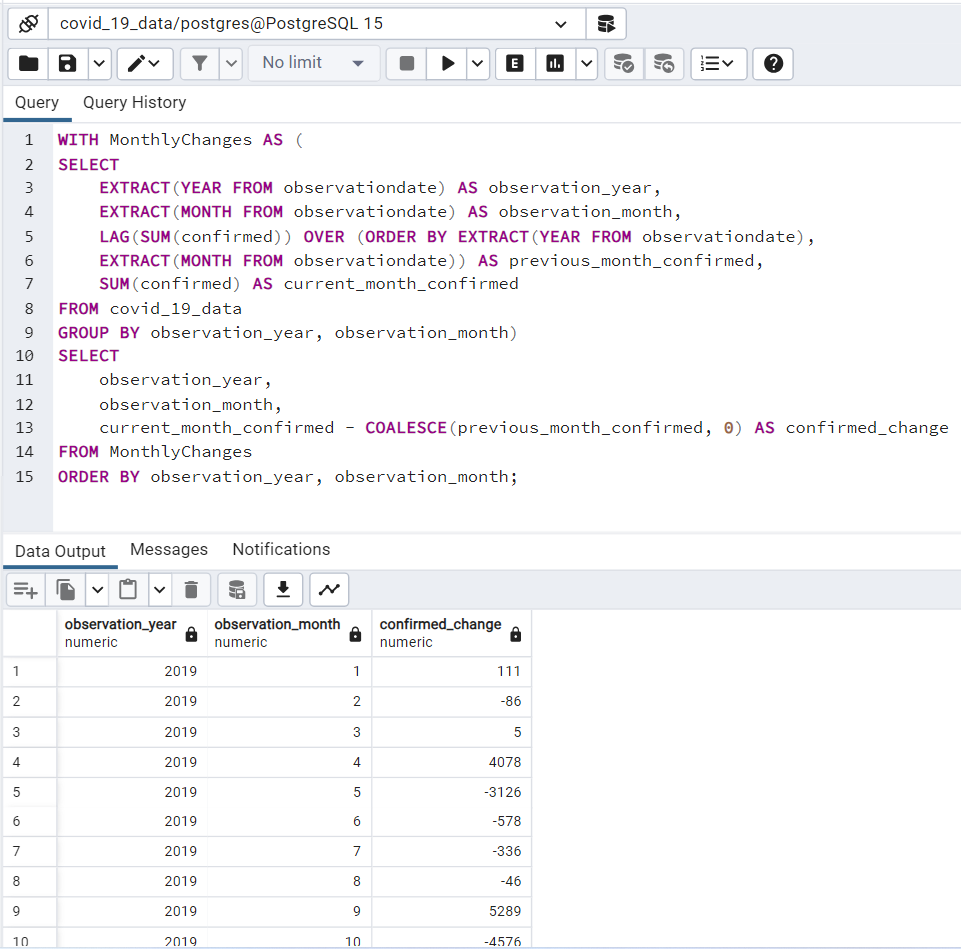 covid_19_data/postgres@PostgreSQL 15
No limit
E
Query Query History
1 WITH MonthlyChanges AS (
2 SELECT
3 EXTRACT(YEAR FROM observationdate) AS observation_year,
4 EXTRACT(MONTH FROM observationdate) AS observation_month,
5 LAG(SUM(confirmed)) OVER (ORDER BY EXTRACT(YEAR FROM observationdate),
6 EXTRACT(MONTH FROM observationdate)) AS previous_month_confirmed,
7 SUM(confirmed) AS current_month_confirmed
8 FROM covid_19_data
9 GROUP BY observation_year, observation_month)
10 SELECT
11 observation_year,
12 observation_month,
13 current_month_confirmed - COALESCE(previous_month_confirmed, 0) AS confirmed_change
14 FROM MonthlyChanges
15 ORDER BY observation_year, observation_month;
Data Output Messages Notifications
observation_year observation_month confirmed_change
numeric numeric numeric
1 2019 1 111
2 2019 2 -86
3 2019 3 5
4 2019 4 4078
5 2019 5 -3126
6 2019 6 -578
7 2019 7 -336
8 2019 8 -46
9 2019 9 5289
10 2019 10 -4576